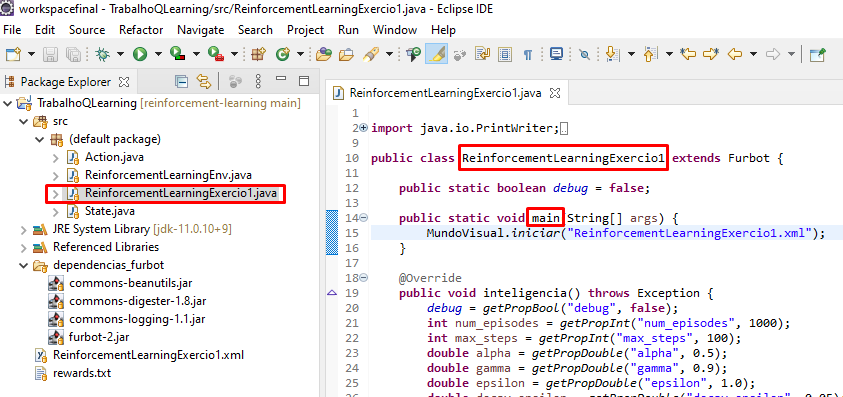 workspacefinal - TrabalhoQLearning/src/ReinforcementLearningExercio1.java - Eclipse IDE
File Edit Source Refactor Navigate Search Project Run Window Help
Package Explorer
TrabalhoQLearning [reinforcement-learning main]
src
(default package)
Action.java
ReinforcementLearningEnv.java
ReinforcementLearningExercio1.java
State.java
JRE System Library [jdk-11.0.10+9]
Referenced Libraries
dependencias_furbot
commons-beanutils.jar
commons-digester-1.8.jar
commons-logging-1.1.jar
furbot-2.jar
ReinforcementLearningExercio1.xml
rewards.txt
ReinforcementLearningExercio1.java
1
2 import java.io.PrintWriter;
10 public class ReinforcementLearningExercio1 extends Furbot {
11
12 public static boolean debug = false;
13
14 public static void main String[] args) {
15 MundoVisual.iniciar("ReinforcementLearningExercio1.xml");
16 }
17
18 @Override
19 public void inteligencia() throws Exception {
20 debug = getPropBool("debug", false);
21 int num_episodes = getPropInt("num_episodes", 1000);
22 int max_steps = getPropInt("max_steps", 100);
23 double alpha = getPropDouble("alpha", 0.5);
24 double gamma = getPropDouble("gamma", 0.9);
25 double epsilon = getPropDouble("epsilon", 1.0);